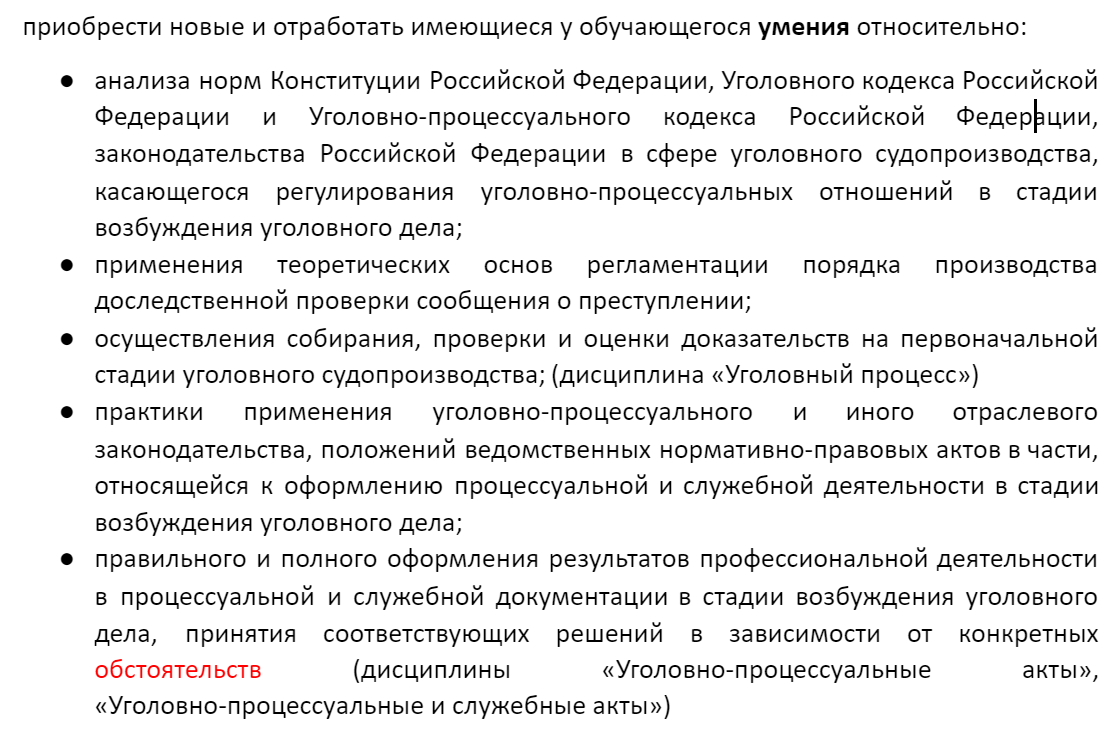 приобрести новые и отработать имеющиеся у обучающегося умения относительно:
● анализа норм Конституции Российской Федерации, Уголовного кодекса Российской
Федерации и Уголовно-процессуального кодекса Российской Федерации,
законодательства Российской Федерации в сфере уголовного судопроизводства,
касающегося регулирования уголовно-процессуальных отношений в стадии
возбуждения уголовного дела;
● применения теоретических основ регламентации порядка производства
доследственной проверки сообщения о преступлении;
● осуществления собирания, проверки и оценки доказательств на первоначальной
стадии уголовного судопроизводства; (дисциплина «Уголовный процесс»)
● практики применения уголовно-процессуального и иного отраслевого
законодательства, положений ведомственных нормативно-правовых актов в части,
относящейся к оформлению процессуальной и служебной деятельности в стадии
возбуждения уголовного дела;
● правильного и полного оформления результатов профессиональной деятельности
в процессуальной и служебной документации в стадии возбуждения уголовного
дела, принятия соответствующих решений в зависимости от конкретных
обстоятельств (дисциплины «Уголовно-процессуальные акты»,
«Уголовно-процессуальные и служебные акты»)